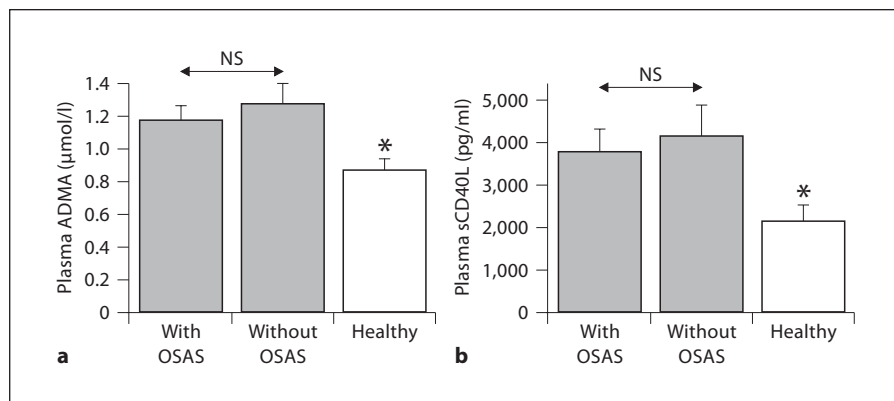 NS
1.4
1.2
1.0
0.8
0.6
0.4
0.2
0
Plasma ADMA (μmol/l)
*
With OSAS
Without OSAS
Healthy
a
NS
5,000
4,000
3,000
2,000
1,000
0
Plasma sCD40L (pg/ml)
*
With OSAS
Without OSAS
Healthy
b